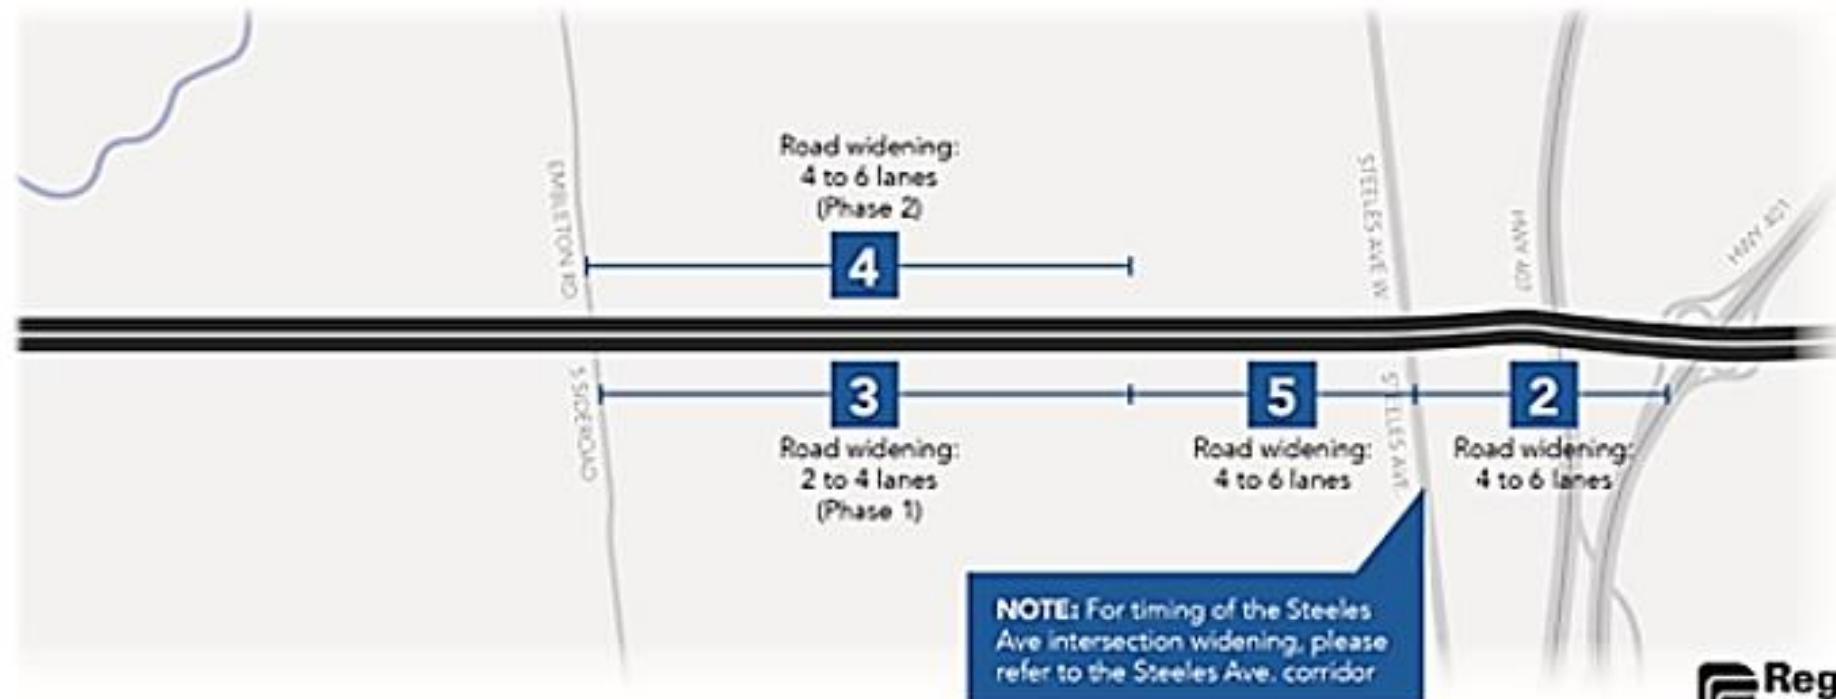 Road widening:
4 to 6 lanes
(Phase 2)
4
EMBLETON RD
STEELES AVE W
HWY 407
HWY 401
5 SIDEROAD
3
Road widening:
2 to 4 lanes
(Phase 1)
5
Road widening:
4 to 6 lanes
STEELES AVE
2
Road widening:
4 to 6 lanes
NOTE: For timing of the Steeles
Ave intersection widening, please
refer to the Steeles Ave. corridor
Reg